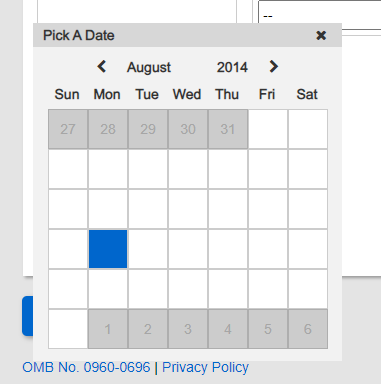 --
Pick A Date
August 2014
Sun Mon Tue Wed Thu Fri Sat
27 28 29 30 31
1 2 3 4 5 6
OMB No. 0960-0696 | Privacy Policy